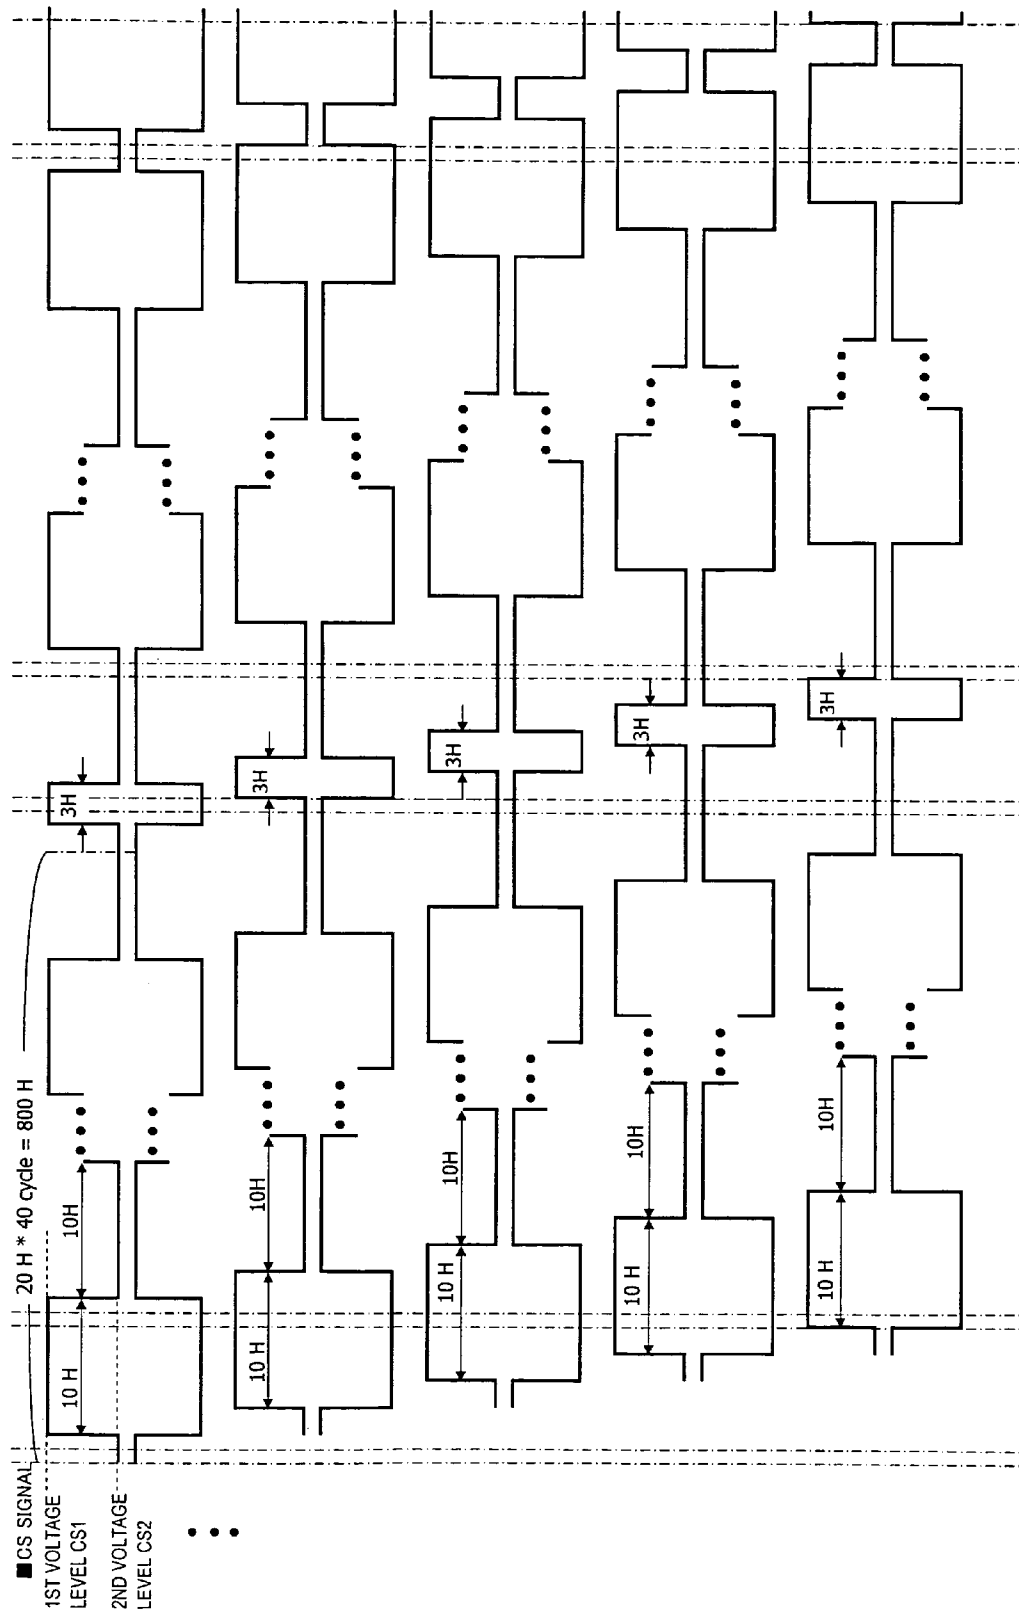 ■CS SIGNAL
20 H * 40 cycle = 800 H
1ST VOLTAGE
LEVEL CS1
2ND VOLTAGE
LEVEL CS2
10 H
10H
3H
10 H
10H
3H
10 H
10H
3H
10 H
10H
3H
10 H
10H
3H